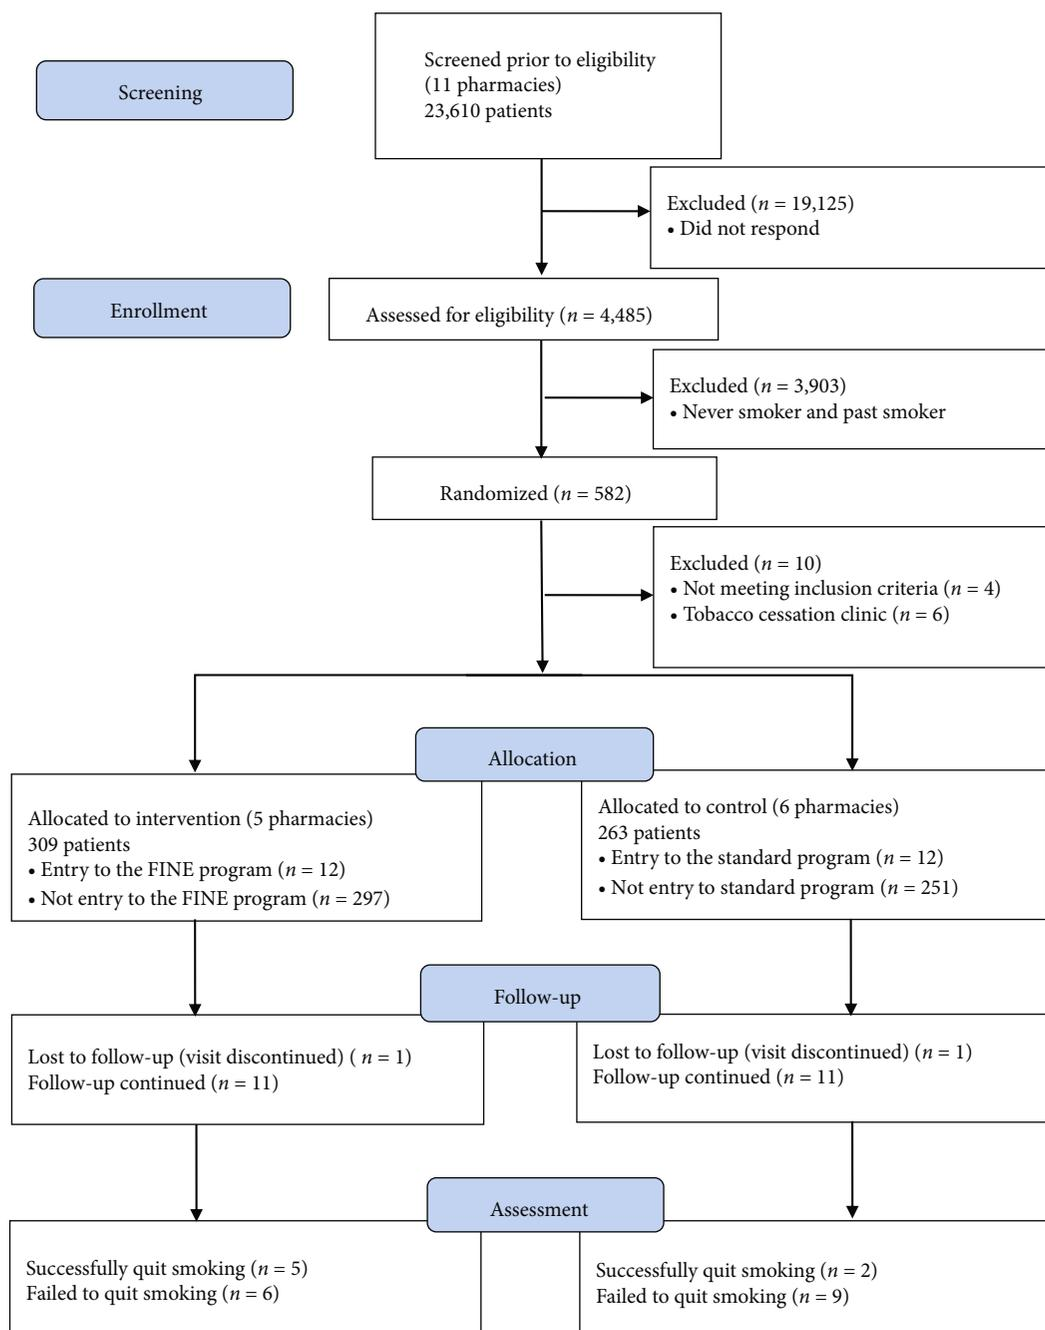 Screening
Screened prior to eligibility
(11 pharmacies)
23,610 patients
Excluded (n = 19,125)
• Did not respond
Enrollment
Assessed for eligibility (n = 4,485)
Excluded (n = 3,903)
• Never smoker and past smoker
Randomized (n = 582)
Excluded (n = 10)
• Not meeting inclusion criteria (n = 4)
• Tobacco cessation clinic (n = 6)
Allocation
Allocated to intervention (5 pharmacies)
309 patients
• Entry to the FINE program (n = 12)
• Not entry to the FINE program (n = 297)
Allocated to control (6 pharmacies)
263 patients
• Entry to the standard program (n = 12)
• Not entry to standard program (n = 251)
Follow-up
Lost to follow-up (visit discontinued) ( n = 1)
Follow-up continued (n = 11)
Lost to follow-up (visit discontinued) (n = 1)
Follow-up continued (n = 11)
Assessment
Successfully quit smoking (n = 5)
Failed to quit smoking (n = 6)
Successfully quit smoking (n = 2)
Failed to quit smoking (n = 9)